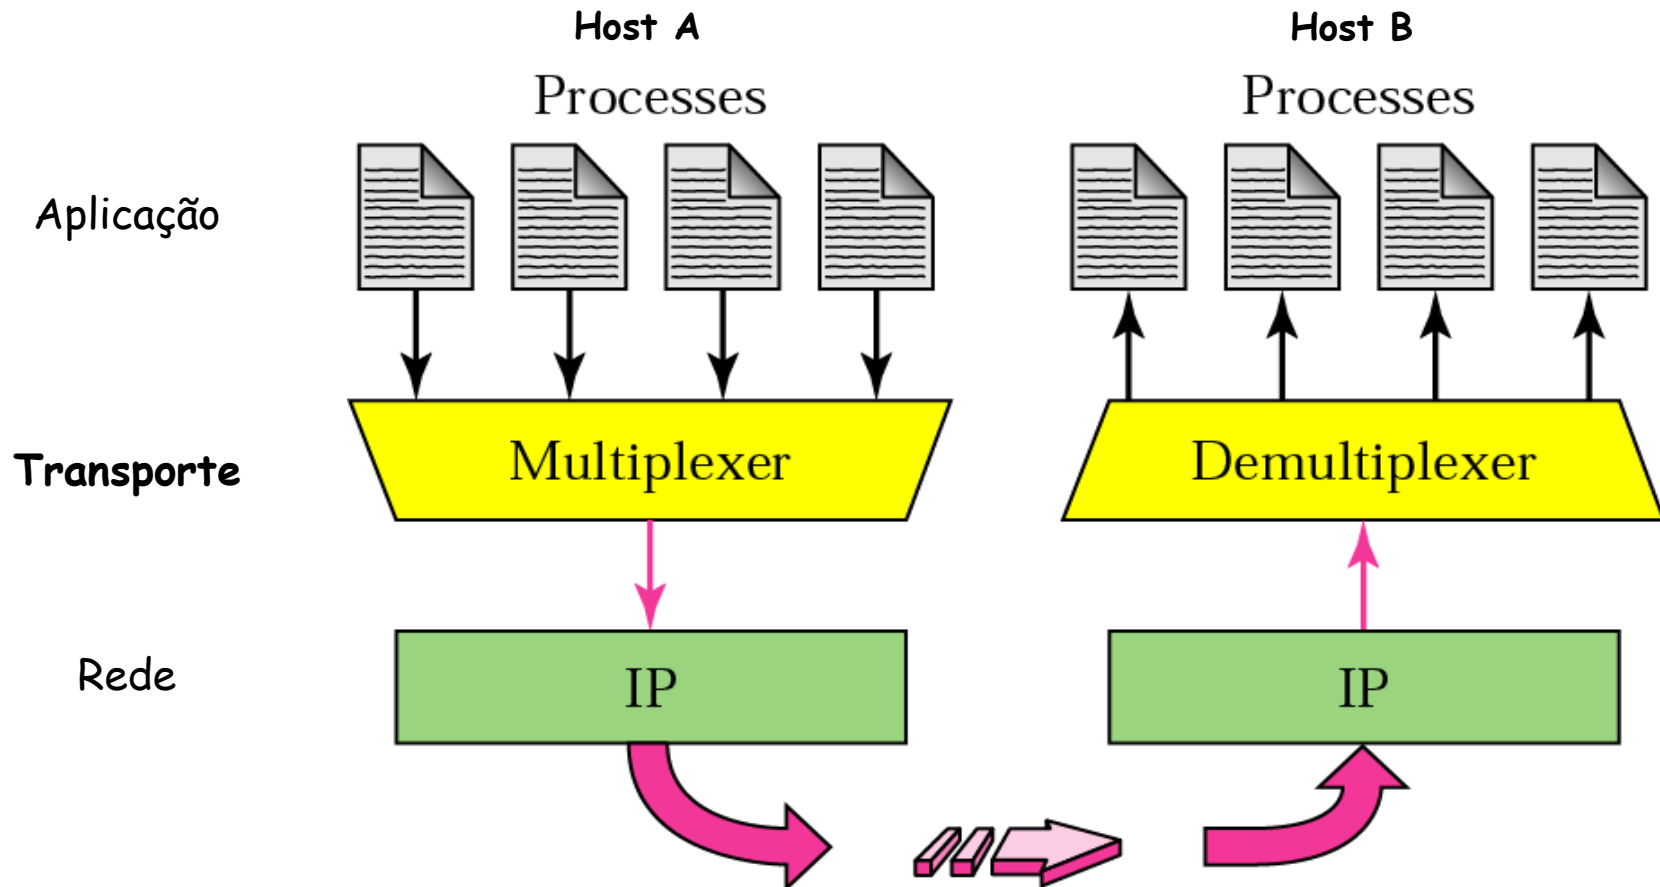 Host A
Host B
Processes
Processes
Aplicação
Transporte
Multiplexer
Demultiplexer
Rede
IP
IP